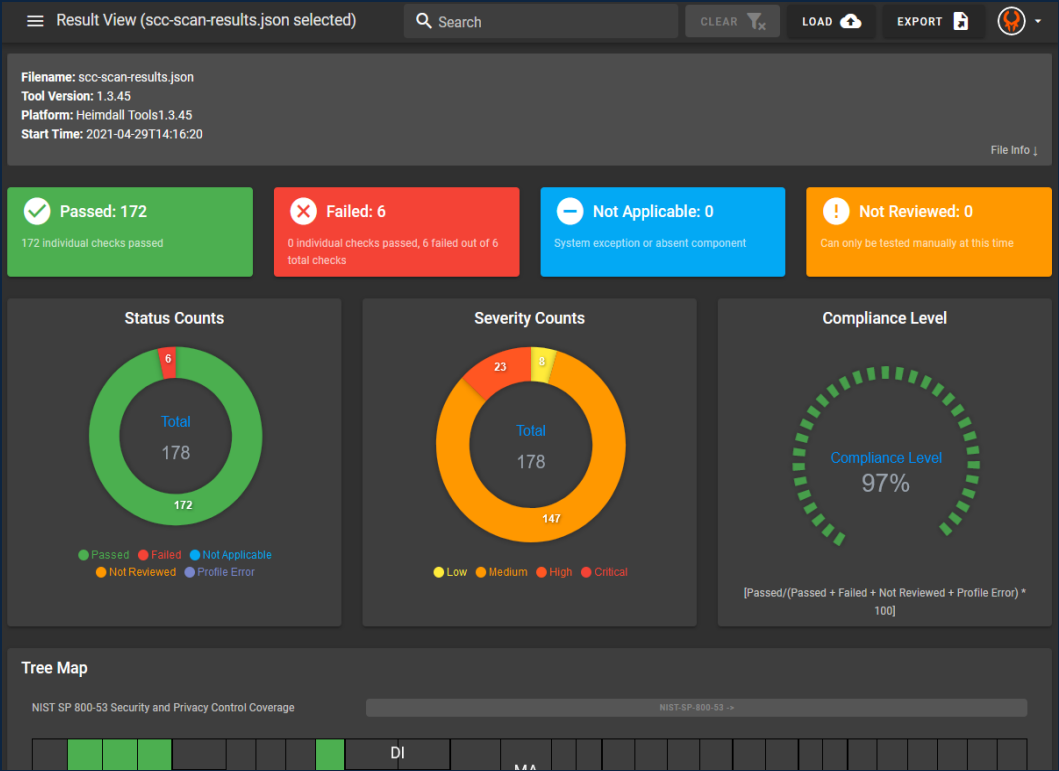 Result View (scc-scan-results.json selected)
Search
CLEAR
LOAD
EXPORT
Filename: scc-scan-results.json
Tool Version: 1.3.45
Platform: Heimdall Tools1.3.45
Start Time: 2021-04-29T14:16:20
File Info ↓
Passed: 172
172 individual checks passed
Failed: 6
0 individual checks passed, 6 failed out of 6
total checks
Not Applicable: 0
System exception or absent component
Not Reviewed: 0
Can only be tested manually at this time
Status Counts
6
Total
178
172
Passed Failed Not Applicable
Not Reviewed Profile Error
Severity Counts
23
8
Total
178
147
Low Medium High Critical
Compliance Level
Compliance Level
97%
[Passed/(Passed + Failed + Not Reviewed + Profile Error) *
100]
Tree Map
NIST SP 800-53 Security and Privacy Control Coverage
NIST-SP-800-53 ->
DI
MA